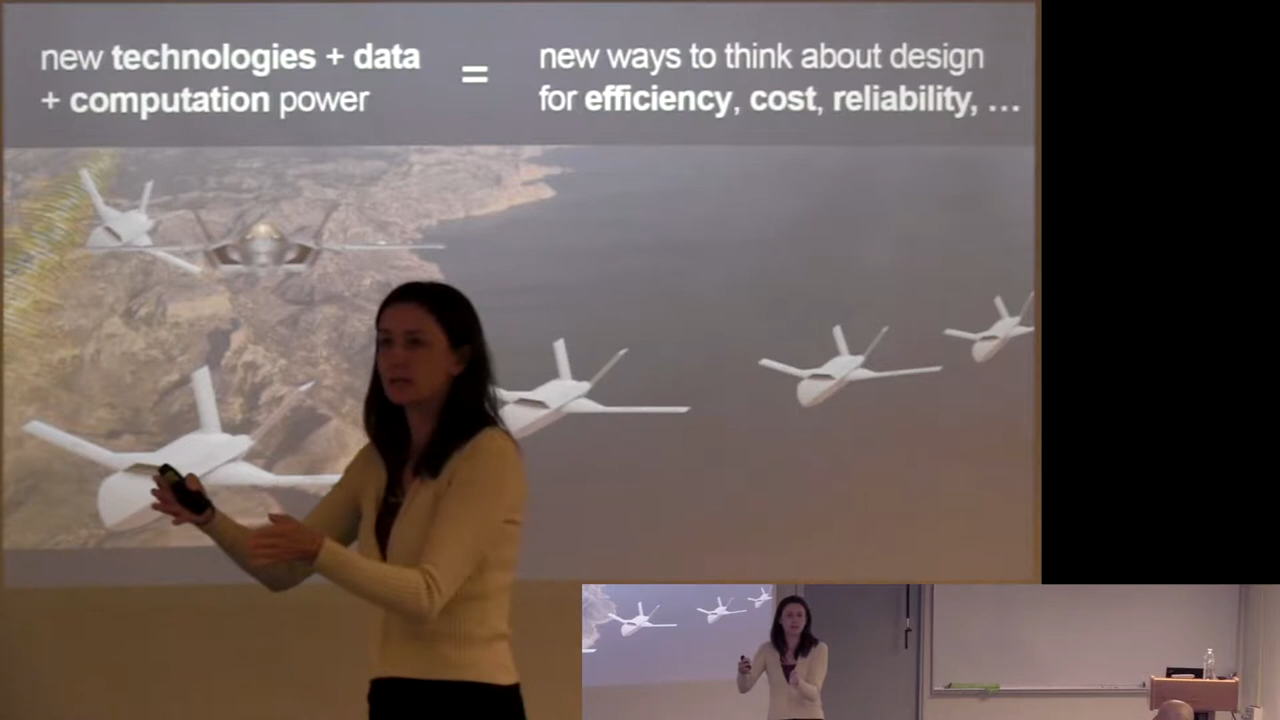 new technologies + data
+ computation power
=
new ways to think about design
for efficiency, cost, reliability, …